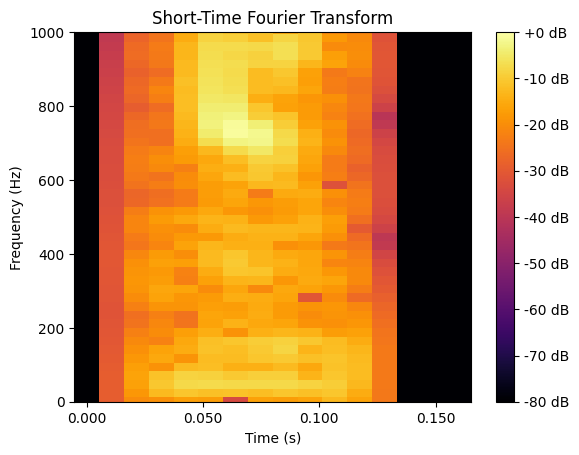 Short-Time Fourier Transform
1000
800
600
400
200
0
Frequency (Hz)
0.000
0.050
0.100
0.150
Time (s)
+0 dB
-10 dB
-20 dB
-30 dB
-40 dB
-50 dB
-60 dB
-70 dB
-80 dB